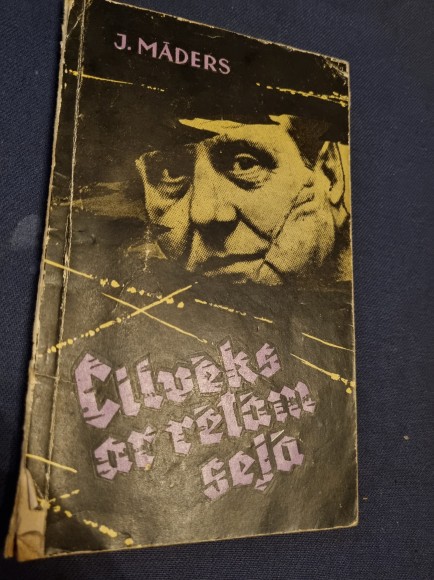 J. MĀDERS
Cilvēks
ar rētām
sejā